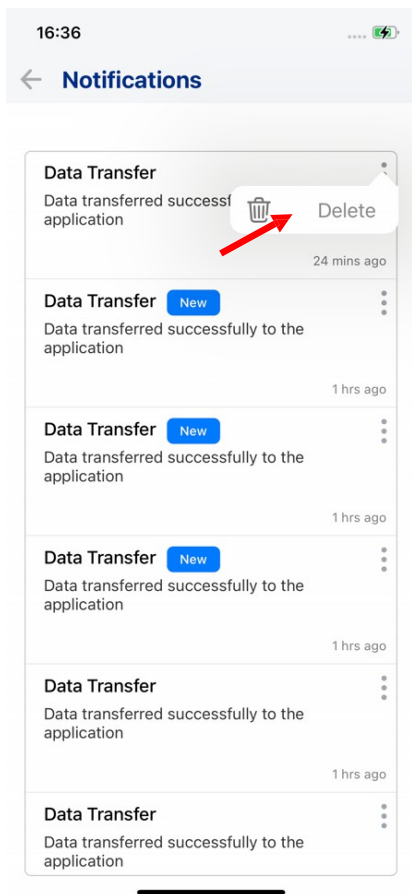 16:36
Notifications
Data Transfer
Data transferred successf
application
Delete
24 mins ago
Data Transfer New
Data transferred successfully to the
application
1 hrs ago
Data Transfer New
Data transferred successfully to the
application
1 hrs ago
Data Transfer New
Data transferred successfully to the
application
1 hrs ago
Data Transfer
Data transferred successfully to the
application
1 hrs ago
Data Transfer
Data transferred successfully to the
application